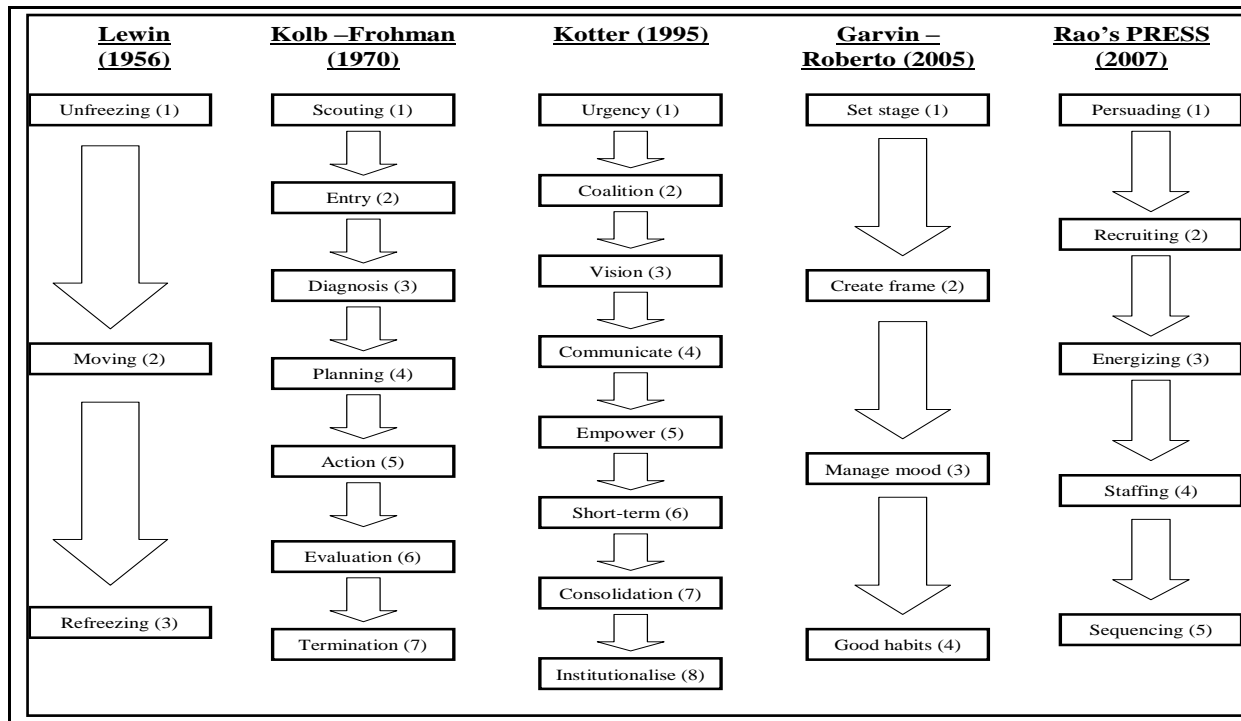 Lewin
(1956)
Unfreezing (1)
Moving (2)
Refreezing (3)
Kolb –Frohman
(1970)
Scouting (1)
Entry (2)
Diagnosis (3)
Planning (4)
Action (5)
Evaluation (6)
Termination (7)
Kotter (1995)
Urgency (1)
Coalition (2)
Vision (3)
Communicate (4)
Empower (5)
Short-term (6)
Consolidation (7)
Institutionalise (8)
Garvin –
Roberto (2005)
Set stage (1)
Create frame (2)
Manage mood (3)
Good habits (4)
Rao's PRESS
(2007)
Persuading (1)
Recruiting (2)
Energizing (3)
Staffing (4)
Sequencing (5)